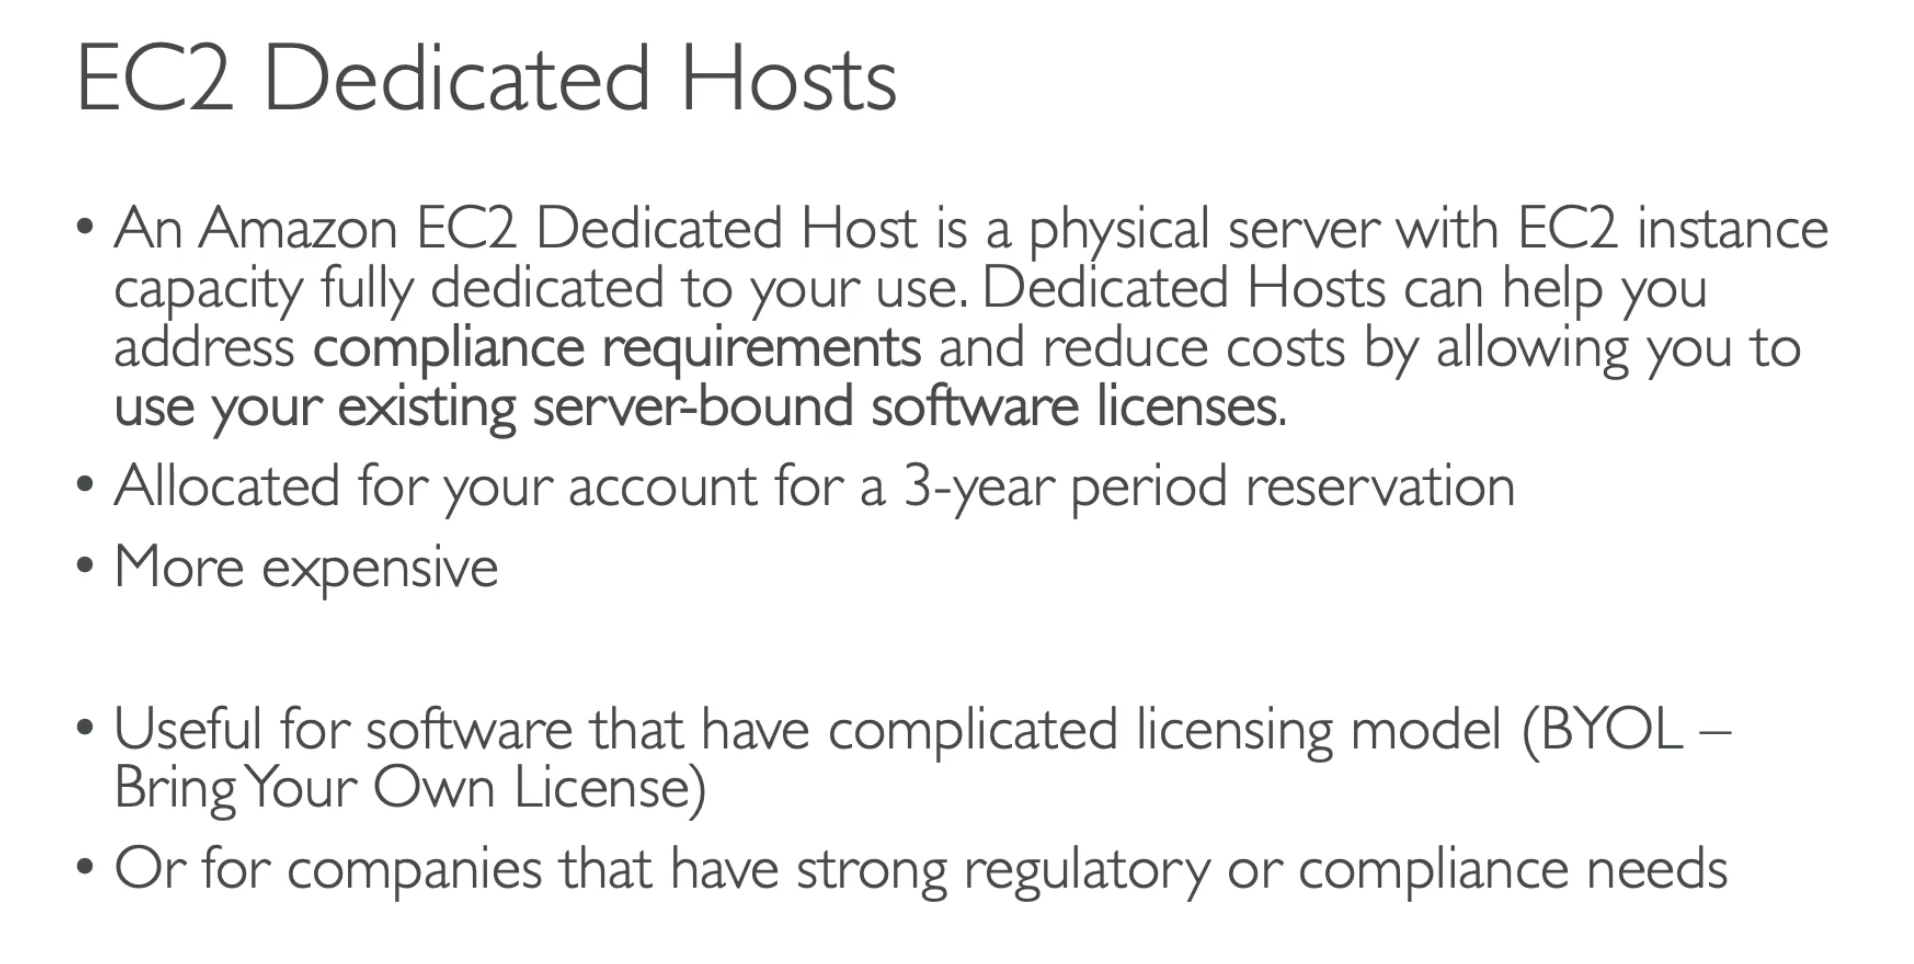 EC2 Dedicated Hosts
• An Amazon EC2 Dedicated Host is a physical server with EC2 instance
capacity fully dedicated to your use. Dedicated Hosts can help you
address compliance requirements and reduce costs by allowing you to
use your existing server-bound software licenses.
• Allocated for your account for a 3-year period reservation
• More expensive
• Useful for software that have complicated licensing model (BYOL –
Bring Your Own License)
• Or for companies that have strong regulatory or compliance needs